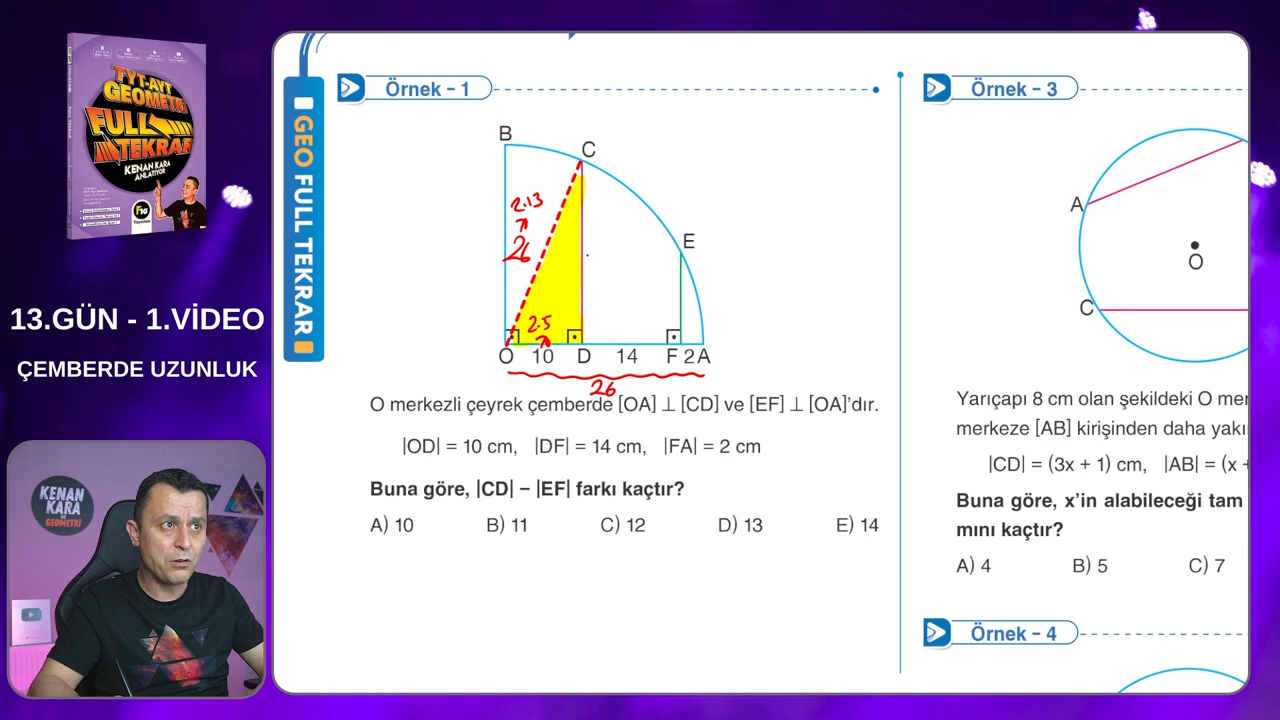 TYT-AYT
GEOMETRİ
FULL
TEKRAR
KENAN KARA
ANLATIYOR
F10
Yayınları
13.GÜN - 1.VİDEO
ÇEMBERDE UZUNLUK
KENAN
KARA
GEOMETRİ
GEO FULL TEKRAR
Örnek - 1
B
C
2.13
26
E
2.5
O 10 D 14 F 2 A
26
O merkezli çeyrek çemberde [OA] ⊥ [CD] ve [EF] ⊥ [OA]'dır.
|OD| = 10 cm, |DF| = 14 cm, |FA| = 2 cm
Buna göre, |CD| – |EF| farkı kaçtır?
A) 10 B) 11 C) 12 D) 13 E) 14
Örnek - 3
A
O
C
Yarıçapı 8 cm olan şekildeki O mer
merkeze [AB] kirişinden daha yakı
|CD| = (3x + 1) cm, |AB| = (x +
Buna göre, x'in alabileceği tam
mını kaçtır?
A) 4 B) 5 C) 7
Örnek - 4